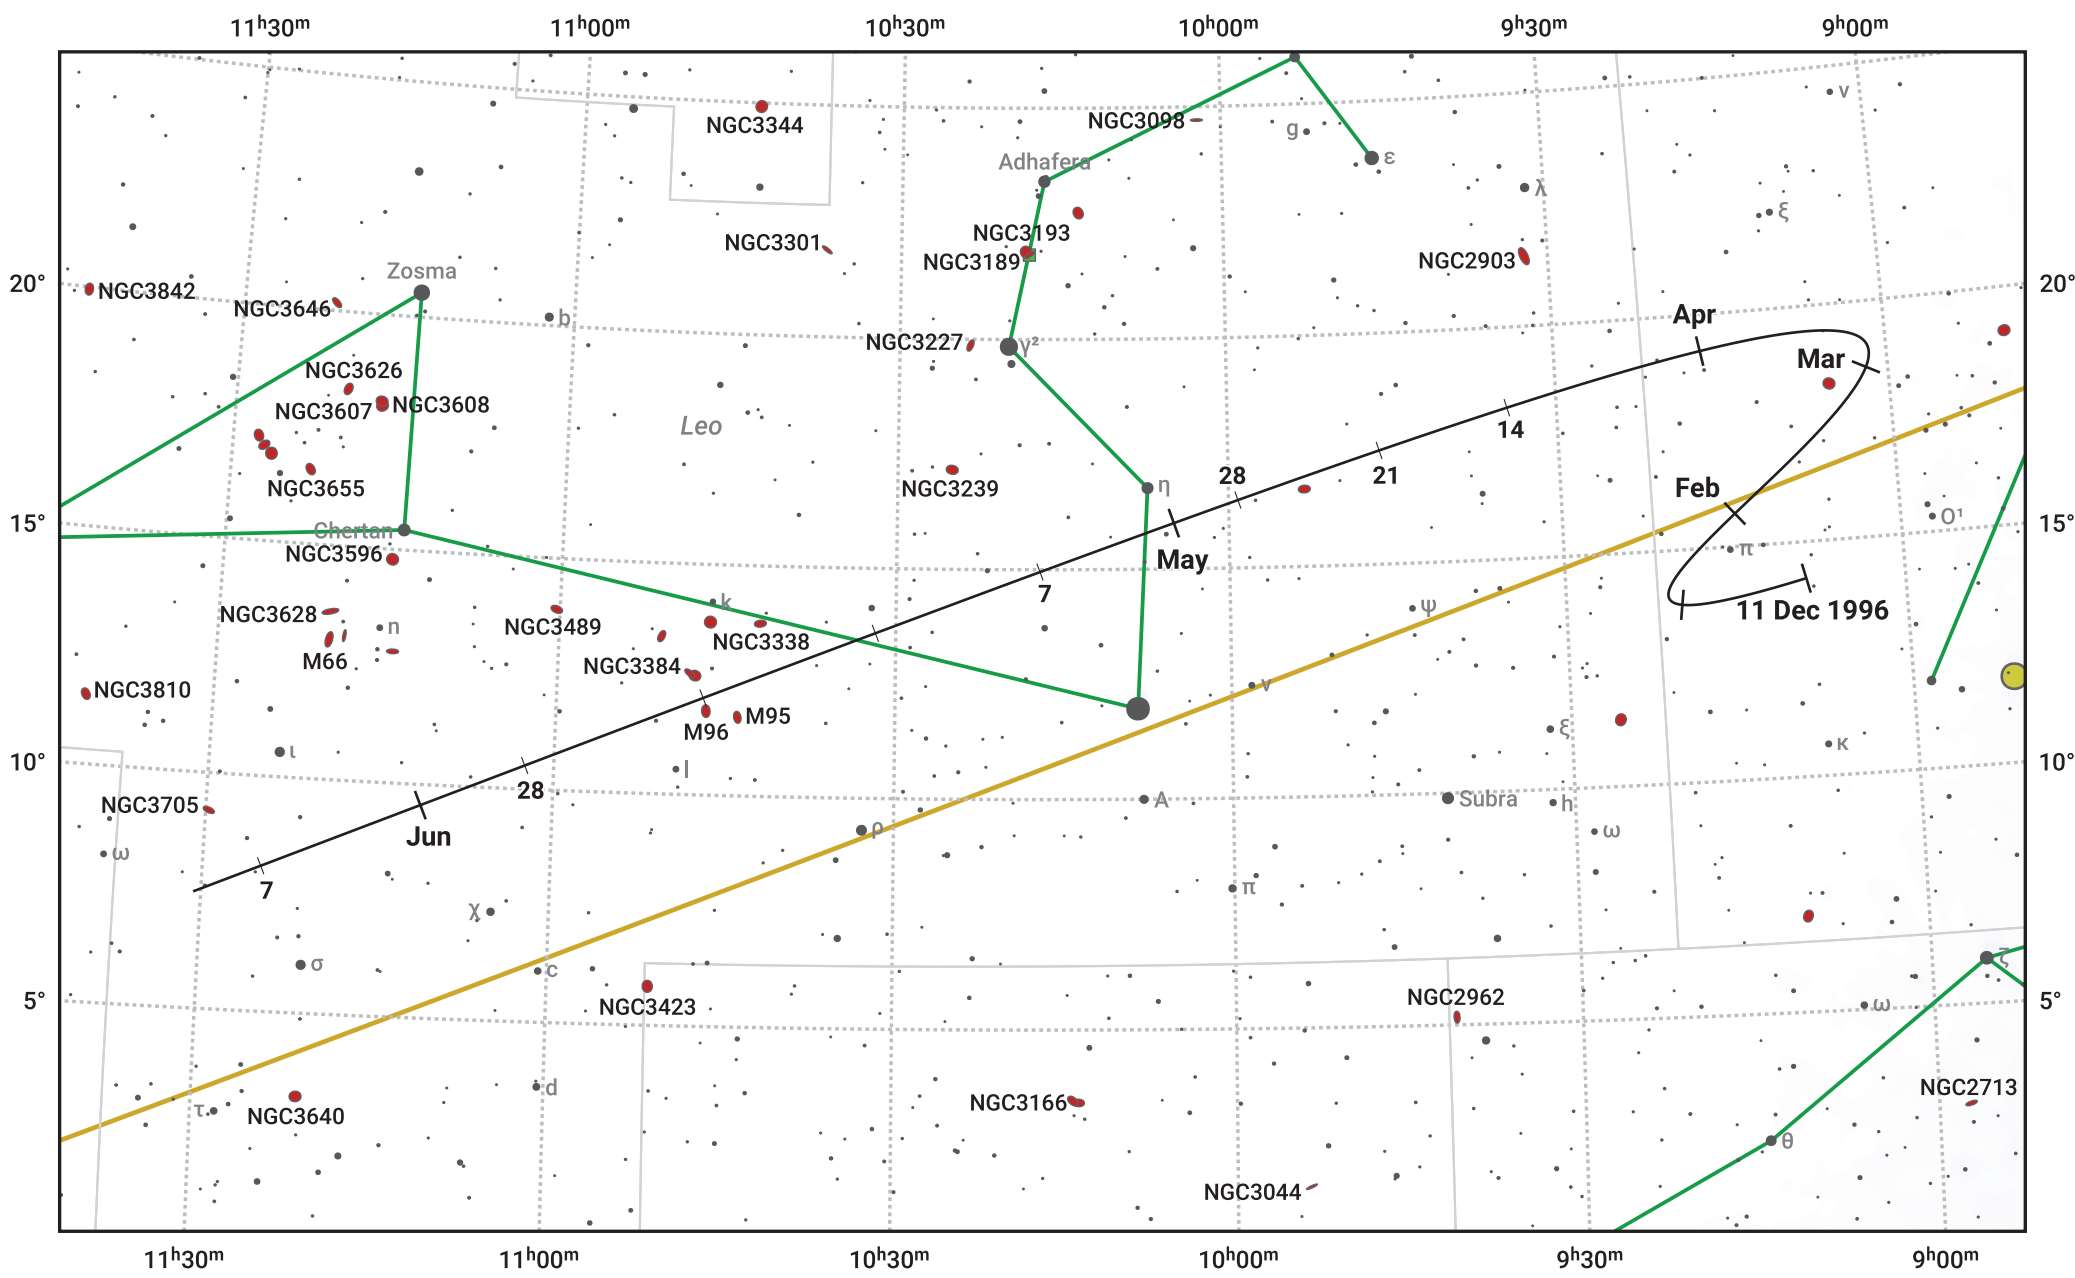 11h30m 11h00m 10h30m 10h00m 9h30m 9h00m
ν
NGC3344
NGC3098
g
ε
Adhafera
λ
ξ
NGC3193
NGC3301
NGC3189
NGC2903
Zosma
20°
20°
NGC3842
NGC3646
b
Apr
NGC3227
γ²
Mar
NGC3626
NGC3607
NGC3608
Leo
14
28
21
NGC3655
NGC3239
η
Feb
15°
15°
O¹
Chertan
NGC3596
May
π
7
k
ψ
11 Dec 1996
NGC3628
n
NGC3489
NGC3338
M66
NGC3384
ν
NGC3810
M96
M95
ξ
κ
ι
10°
10°
l
28
A
Subra
h
NGC3705
Jun
ρ
ω
ω
7
π
χ
σ
c
ζ
5°
5°
NGC3423
NGC2962
ω
d
NGC2713
τ
NGC3640
NGC3166
θ
NGC3044
11h30m 11h00m 10h30m 10h00m 9h30m 9h00m